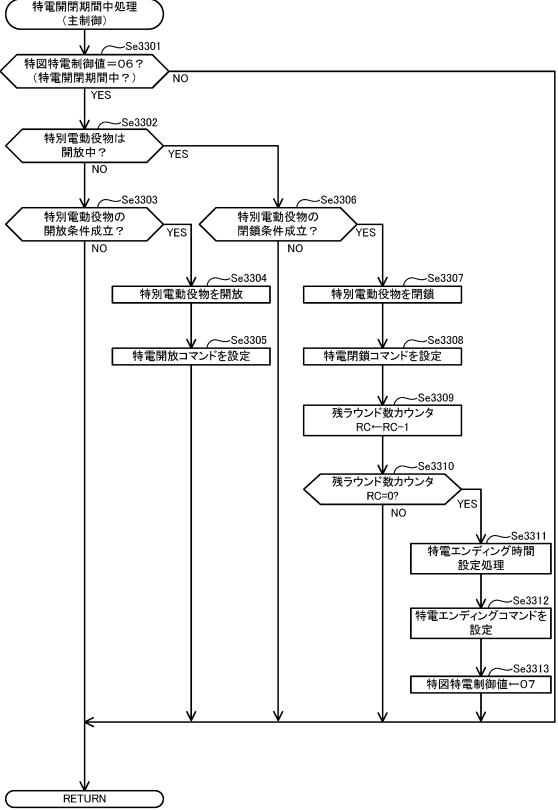 特電開閉期間中処理
(主制御)
Se3301
特図特電制御値=06?
(特電開閉期間中?)
NO
YES
Se3302
特別電動役物は
開放中?
YES
NO
Se3303
特別電動役物の
開放条件成立?
YES
NO
Se3306
特別電動役物の
閉鎖条件成立?
YES
NO
Se3304
特別電動役物を開放
Se3307
特別電動役物を閉鎖
Se3305
特電開放コマンドを設定
Se3308
特電閉鎖コマンドを設定
Se3309
残ラウンド数カウンタ
RC←RC-1
Se3310
残ラウンド数カウンタ
RC=0?
YES
NO
Se3311
特電エンディング時間
設定処理
Se3312
特電エンディングコマンドを
設定
Se3313
特図特電制御値←07
RETURN